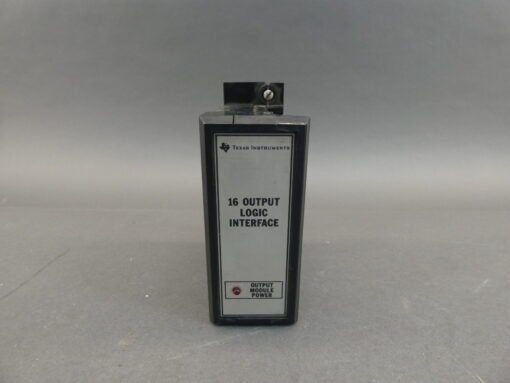 TEXAS INSTRUMENTS
16 OUTPUT
LOGIC
INTERFACE
OUTPUT
MODULE
POWER